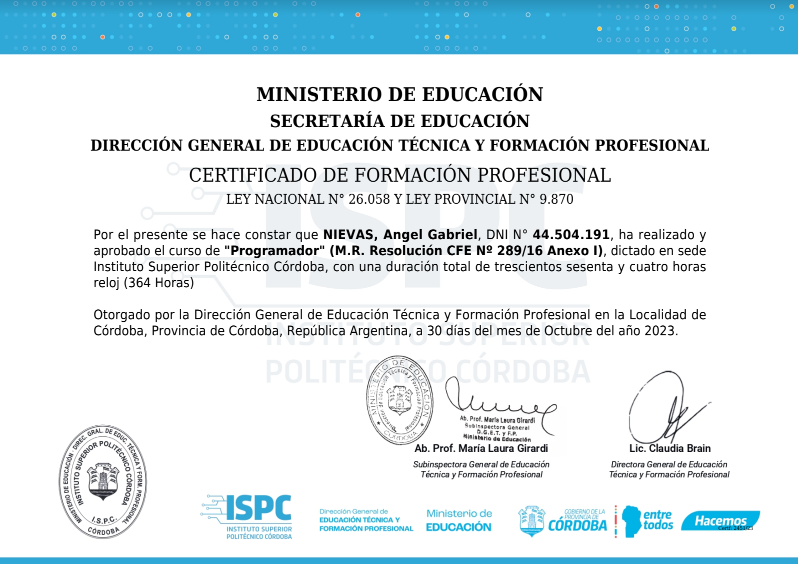 MINISTERIO DE EDUCACIÓN
SECRETARÍA DE EDUCACIÓN
DIRECCIÓN GENERAL DE EDUCACIÓN TÉCNICA Y FORMACIÓN PROFESIONAL
CERTIFICADO DE FORMACIÓN PROFESIONAL
LEY NACIONAL N° 26.058 Y LEY PROVINCIAL N° 9.870
Por el presente se hace constar que NIEVAS, Angel Gabriel, DNI N° 44.504.191, ha realizado y
aprobado el curso de "Programador" (M.R. Resolución CFE Nº 289/16 Anexo I), dictado en sede
Instituto Superior Politécnico Córdoba, con una duración total de trescientos sesenta y cuatro horas
reloj (364 Horas)
Otorgado por la Dirección General de Educación Técnica y Formación Profesional en la Localidad de
Córdoba, Provincia de Córdoba, República Argentina, a 30 días del mes de Octubre del año 2023.
ISPC
INSTITUTO SUPERIOR
POLITÉCNICO CÓRDOBA
MINISTERIO DE EDUCACIÓN
Ab. Prof. María Laura Girardi
Subinspectora General
D.G.E.T. y F.P.
Ministerio de Educación
Ab. Prof. María Laura Girardi
Subinspectora General de Educación
Técnica y Formación Profesional
Lic. Claudia Brain
Directora General de Educación
Técnica y Formación Profesional
MINISTERIO DE EDUCACIÓN - DIREC. GRAL. DE EDUC. TÉCNICA Y FORM. PROFESIONAL
INSTITUTO SUPERIOR POLITÉCNICO CÓRDOBA
I.S.P.C.
CÓRDOBA
ISPC
INSTITUTO SUPERIOR
POLITÉCNICO CÓRDOBA
Dirección General de
EDUCACIÓN TÉCNICA Y
FORMACIÓN PROFESIONAL
Ministerio de
EDUCACIÓN
GOBIERNO DE LA
PROVINCIA DE
CÓRDOBA
entre
todos
Hacemos